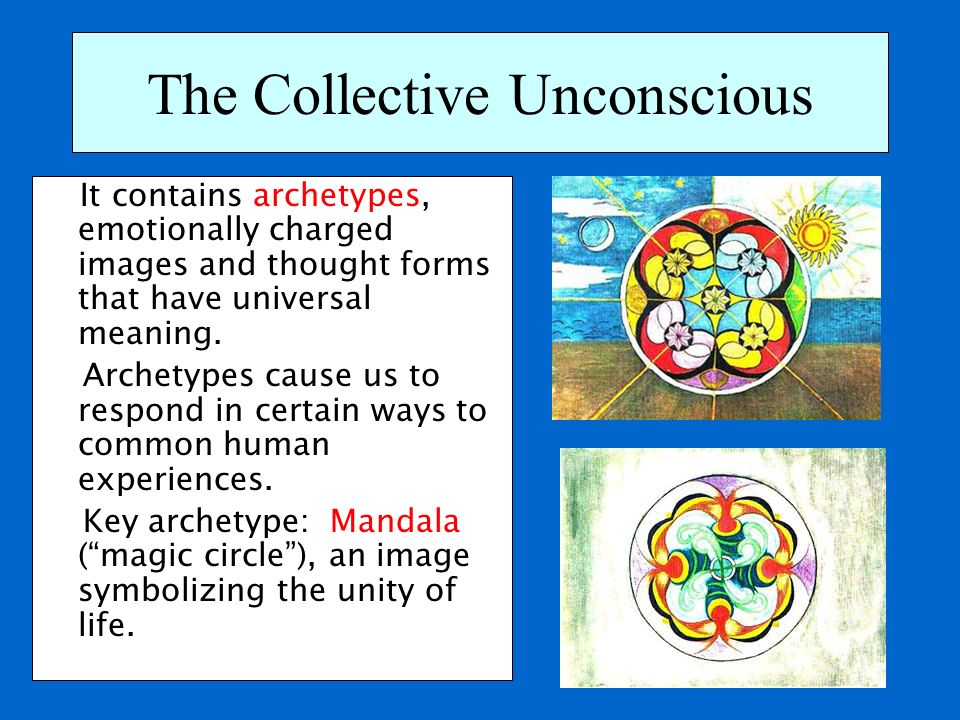 The Collective Unconscious
It contains archetypes,
emotionally charged
images and thought forms
that have universal
meaning.
Archetypes cause us to
respond in certain ways to
common human
experiences.
Key archetype:  Mandala
(“magic circle”), an image
symbolizing the unity of
life.